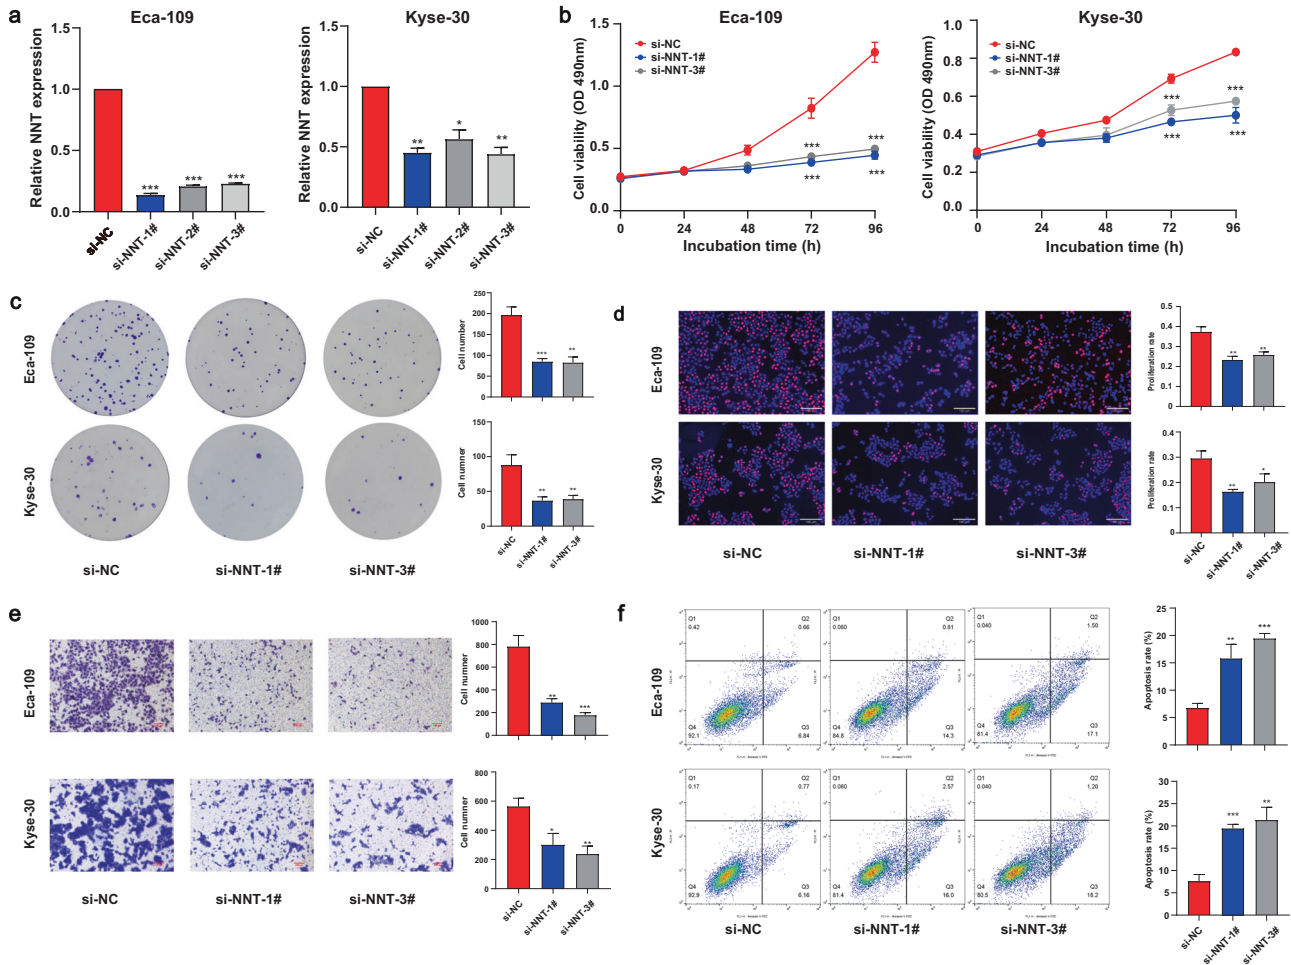 a
Eca-109
Relative NNT expression
1.5
1.0
0.5
0.0
***
***
***
si-NC
si-NNT-1#
si-NNT-2#
si-NNT-3#
Kyse-30
Relative NNT expression
1.5
1.0
0.5
0.0
**
*
**
si-NC
si-NNT-1#
si-NNT-2#
si-NNT-3#
b
Eca-109
Cell viability (OD 490nm)
1.5
1.0
0.5
0.0
si-NC
si-NNT-1#
si-NNT-3#
***
***
***
***
0 24 48 72 96
Incubation time (h)
Kyse-30
Cell viability (OD 490nm)
1.0
0.8
0.6
0.4
0.2
0.0
si-NC
si-NNT-1#
si-NNT-3#
***
***
***
***
0 24 48 72 96
Incubation time (h)
c
Eca-109
Kyse-30
si-NC si-NNT-1# si-NNT-3#
Cell number
250
200
150
100
50
0
***
**
Cell numner
150
100
50
0
**
**
si-NC
si-NNT-1#
si-NNT-3#
d
Eca-109
Kyse-30
si-NC si-NNT-1# si-NNT-3#
Proliferation rate
0.5
0.4
0.3
0.2
0.1
0
**
**
Proliferation rate
0.4
0.3
0.2
0.1
0
**
*
si-NC
si-NNT-1#
si-NNT-3#
e
Eca-109
Kyse-30
si-NC si-NNT-1# si-NNT-3#
Cell numner
1000
800
600
400
200
0
**
***
Cell numner
800
600
400
200
0
*
**
si-NC
si-NNT-1#
si-NNT-3#
f
Eca-109
Q1
0.42
Q2
0.66
Q4
92.1
Q3
6.84
Q1
0.060
Q2
0.81
Q4
84.8
Q3
14.3
Q1
0.040
Q2
1.50
Q4
81.4
Q3
17.1
Kyse-30
Q1
0.17
Q2
0.77
Q4
92.9
Q3
6.16
Q1
0.060
Q2
2.57
Q4
81.4
Q3
16.0
Q1
0.040
Q2
1.20
Q4
80.5
Q3
18.2
si-NC si-NNT-1# si-NNT-3#
Apoptosis rate (%)
25
20
15
10
5
0
**
***
Apoptosis rate (%)
30
25
20
15
10
5
0
***
**
si-NC
si-NNT-1#
si-NNT-3#